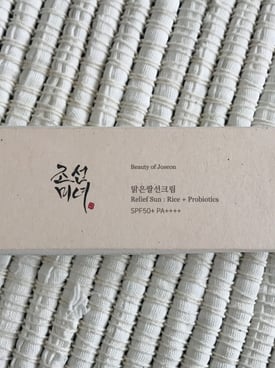 조선
미녀
Beauty of Joseon
맑은쌀선크림
Relief Sun : Rice + Probiotics
SPF50+ PA++++